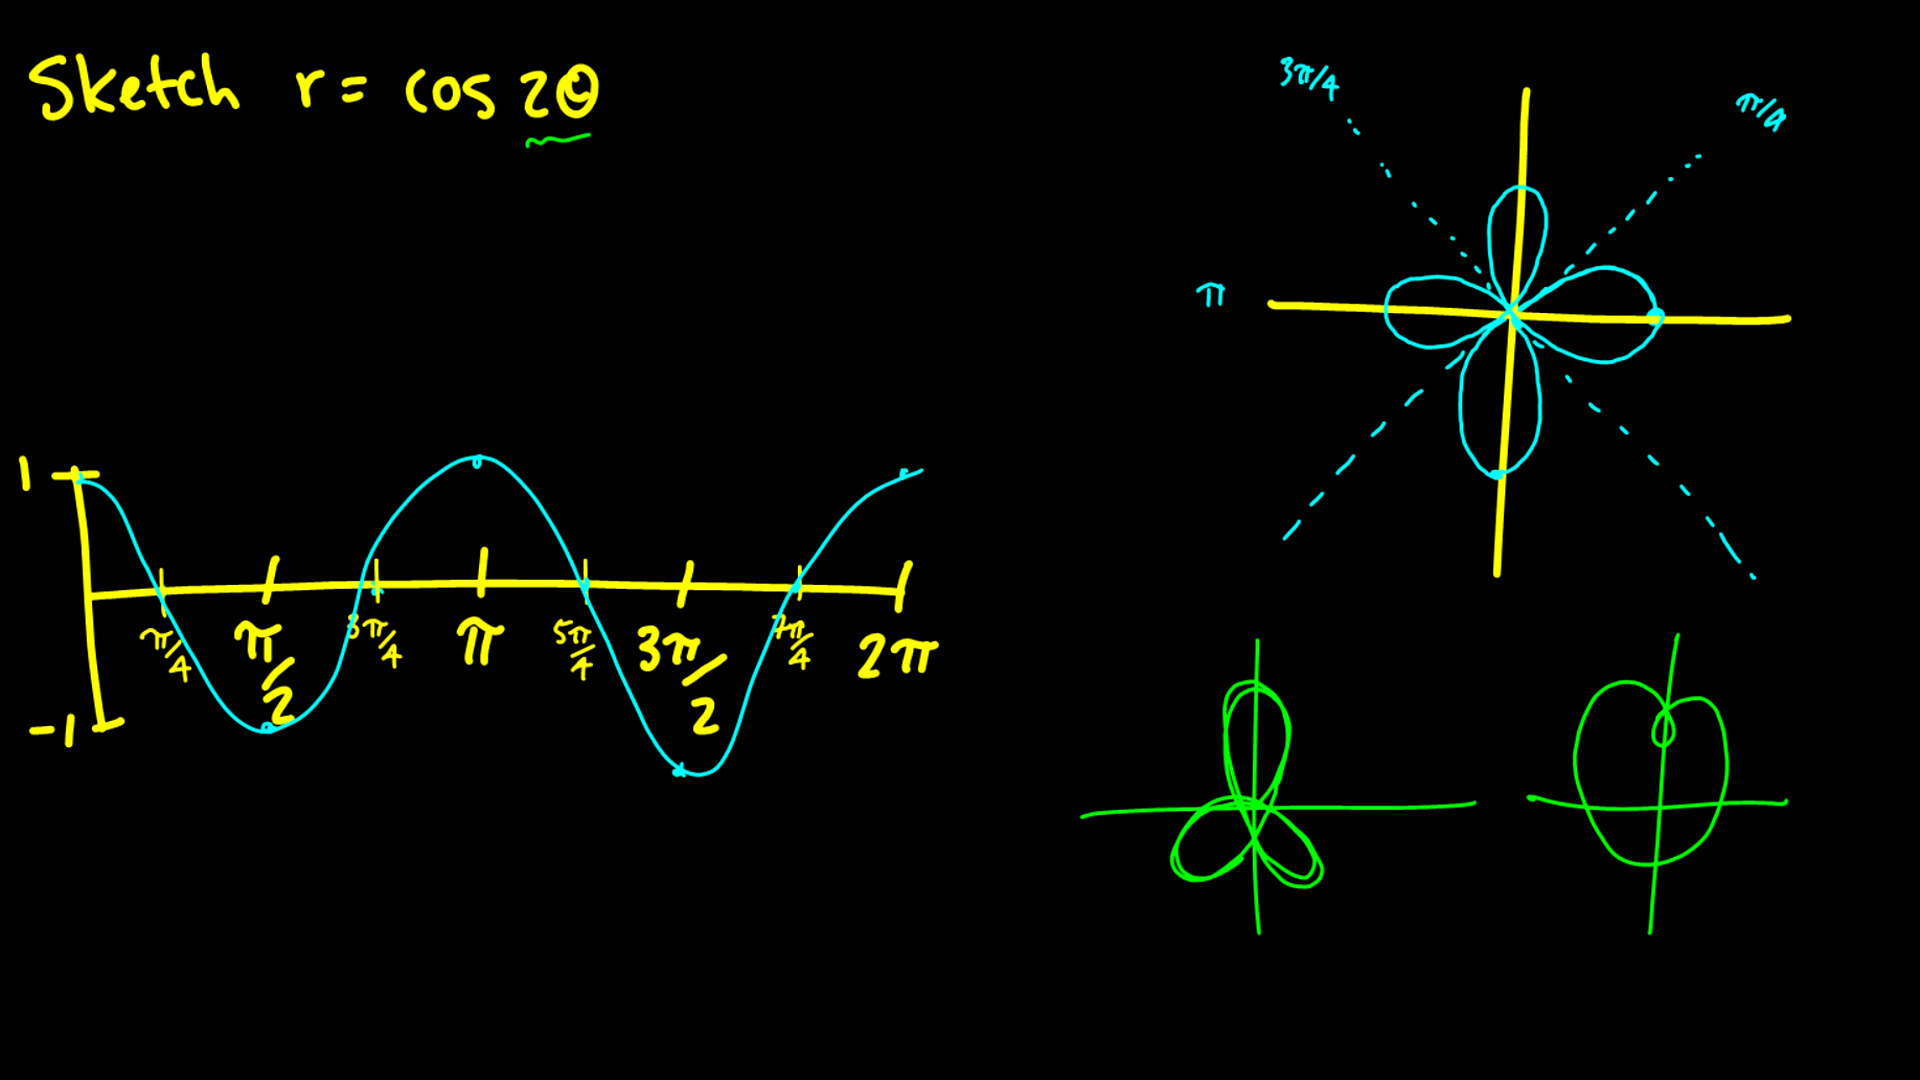 Sketch r = cos 2θ
3π/4
π/4
π
1
-1
π/4
π/2
3π/4
π
5π/4
3π/2
7π/4
2π